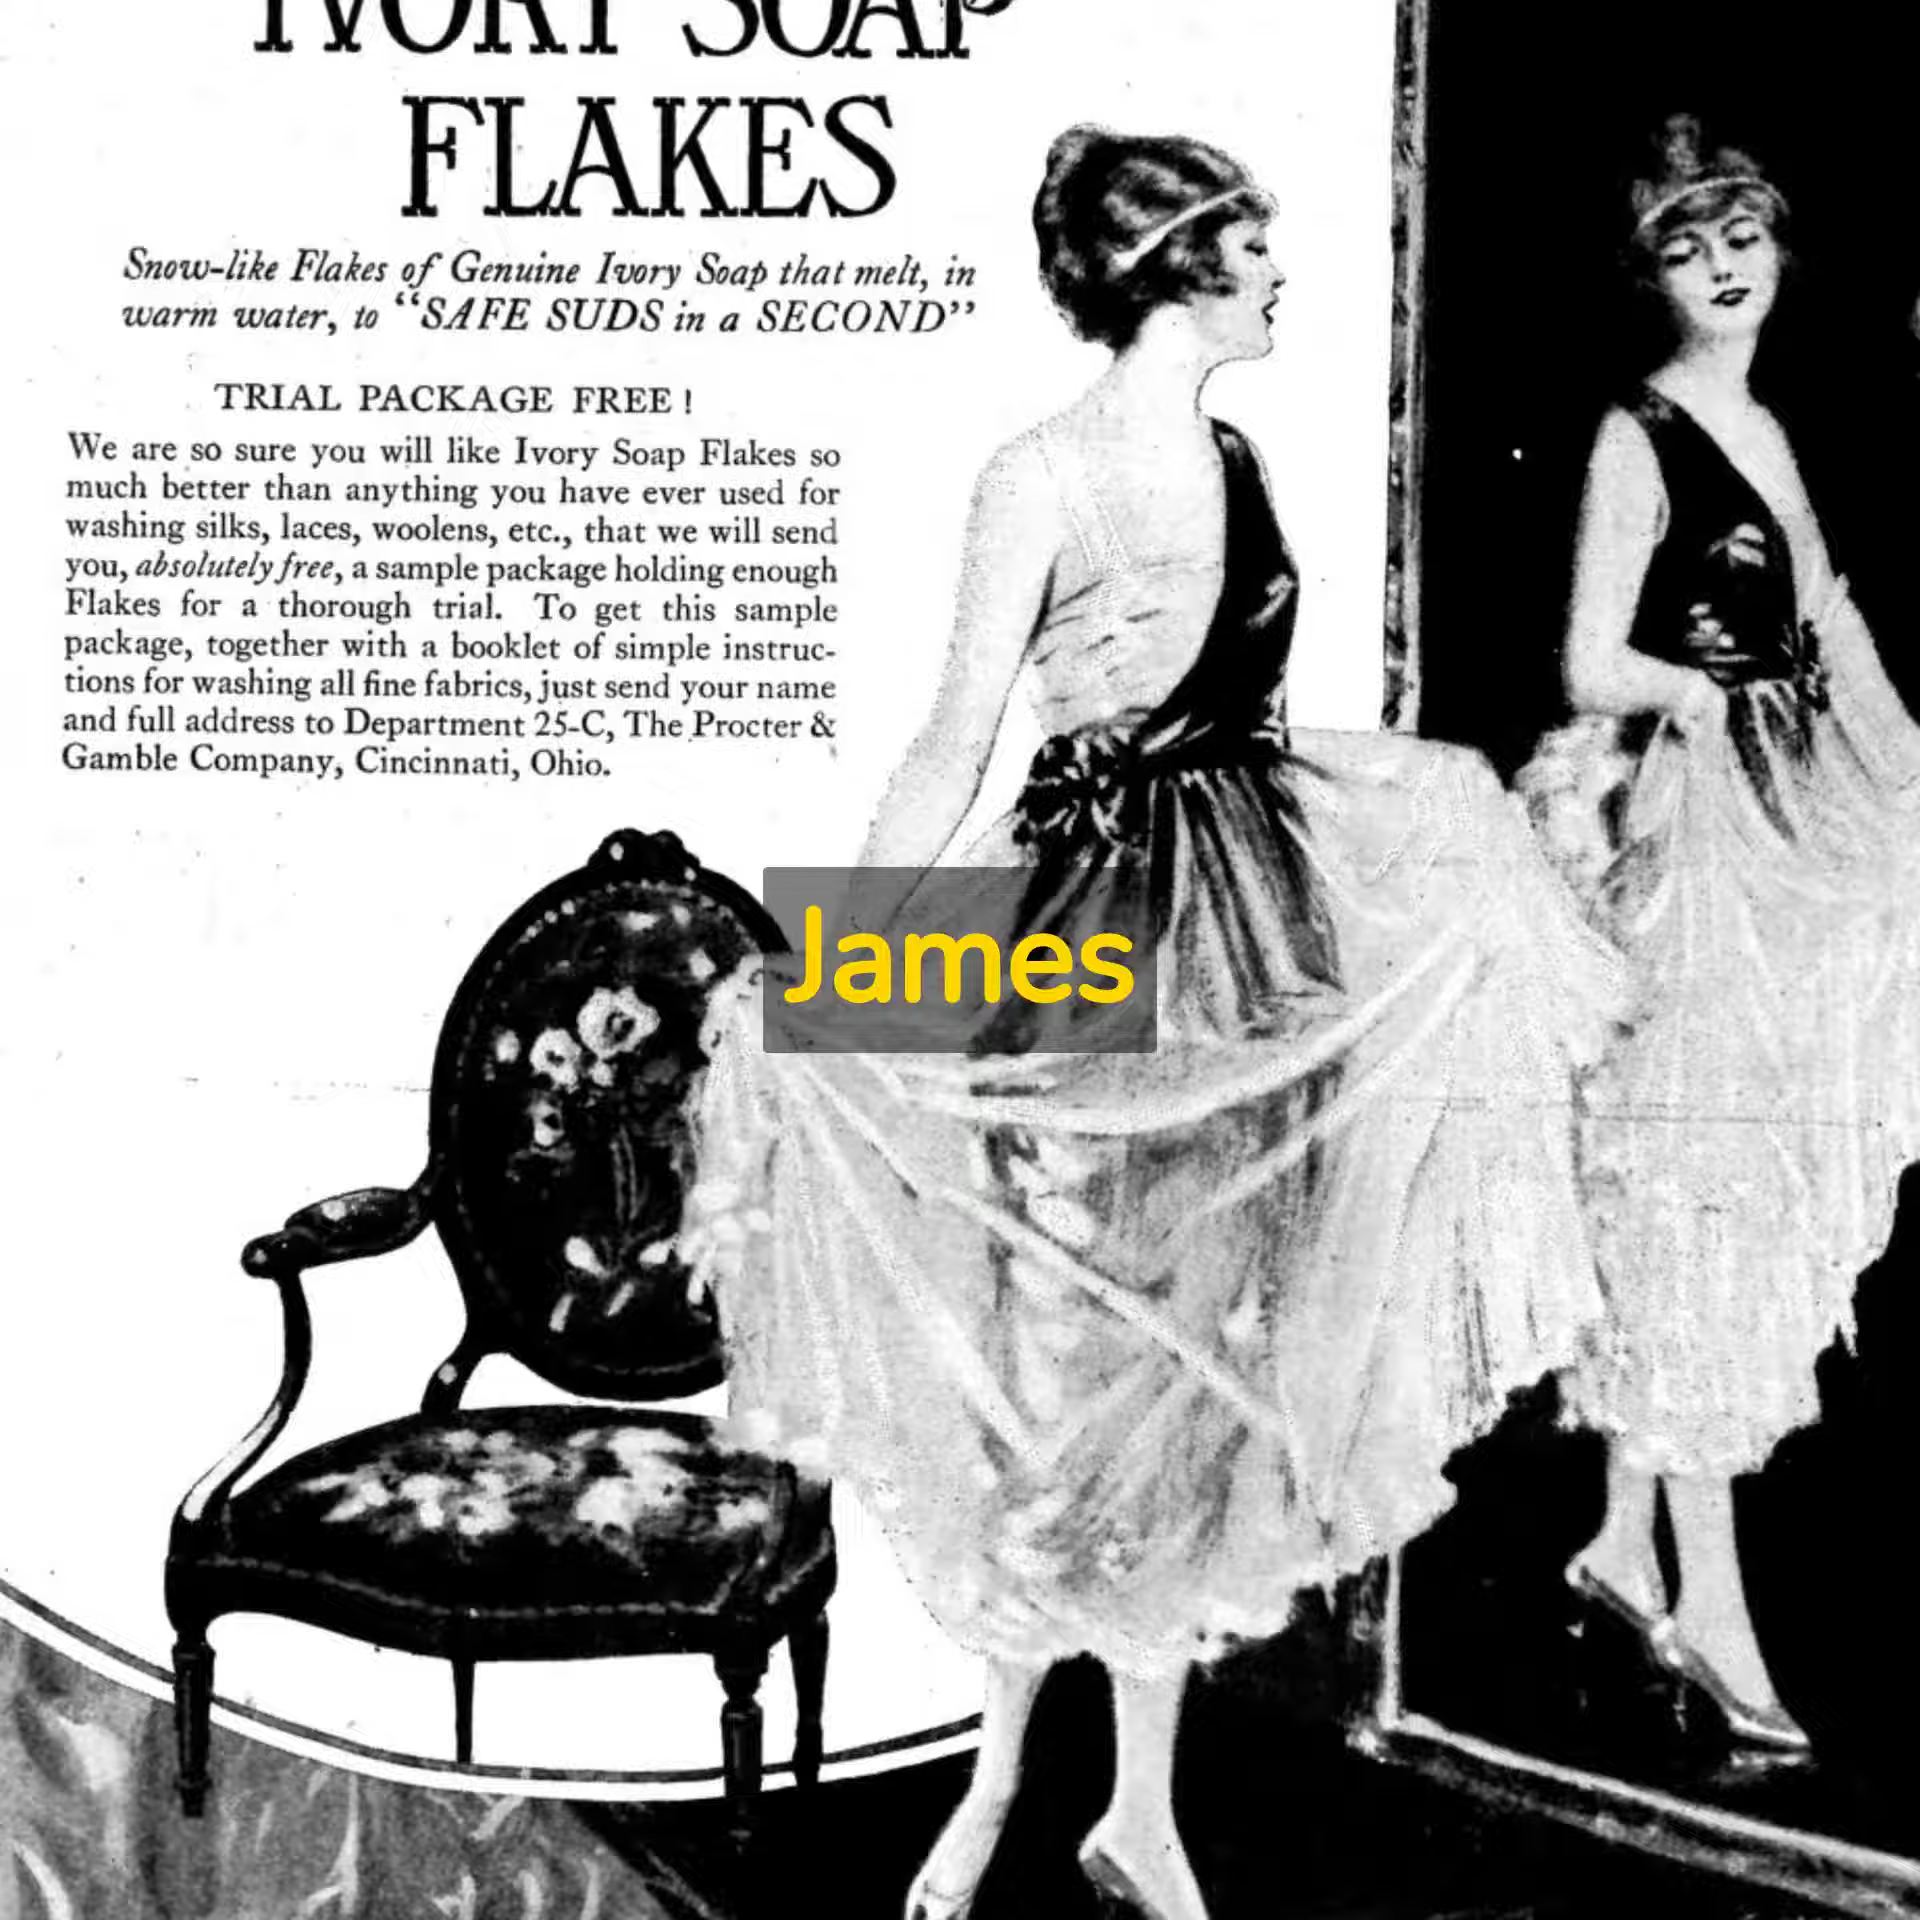 IVORY SOAP
FLAKES
Snow-like Flakes of Genuine Ivory Soap that melt, in
warm water, to “SAFE SUDS in a SECOND”
TRIAL PACKAGE FREE!
We are so sure you will like Ivory Soap Flakes so
much better than anything you have ever used for
washing silks, laces, woolens, etc., that we will send
you, absolutely free, a sample package holding enough
Flakes for a thorough trial. To get this sample
package, together with a booklet of simple instruc-
tions for washing all fine fabrics, just send your name
and full address to Department 25-C, The Procter &
Gamble Company, Cincinnati, Ohio.
James